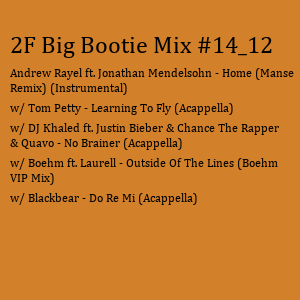 2F Big Bootie Mix #14_12
Andrew Rayel ft. Jonathan Mendelsohn - Home (Manse
Remix) (Instrumental)
w/ Tom Petty - Learning To Fly (Acappella)
w/ DJ Khaled ft. Justin Bieber & Chance The Rapper
& Quavo - No Brainer (Acappella)
w/ Boehm ft. Laurell - Outside Of The Lines (Boehm
VIP Mix)
w/ Blackbear - Do Re Mi (Acappella)